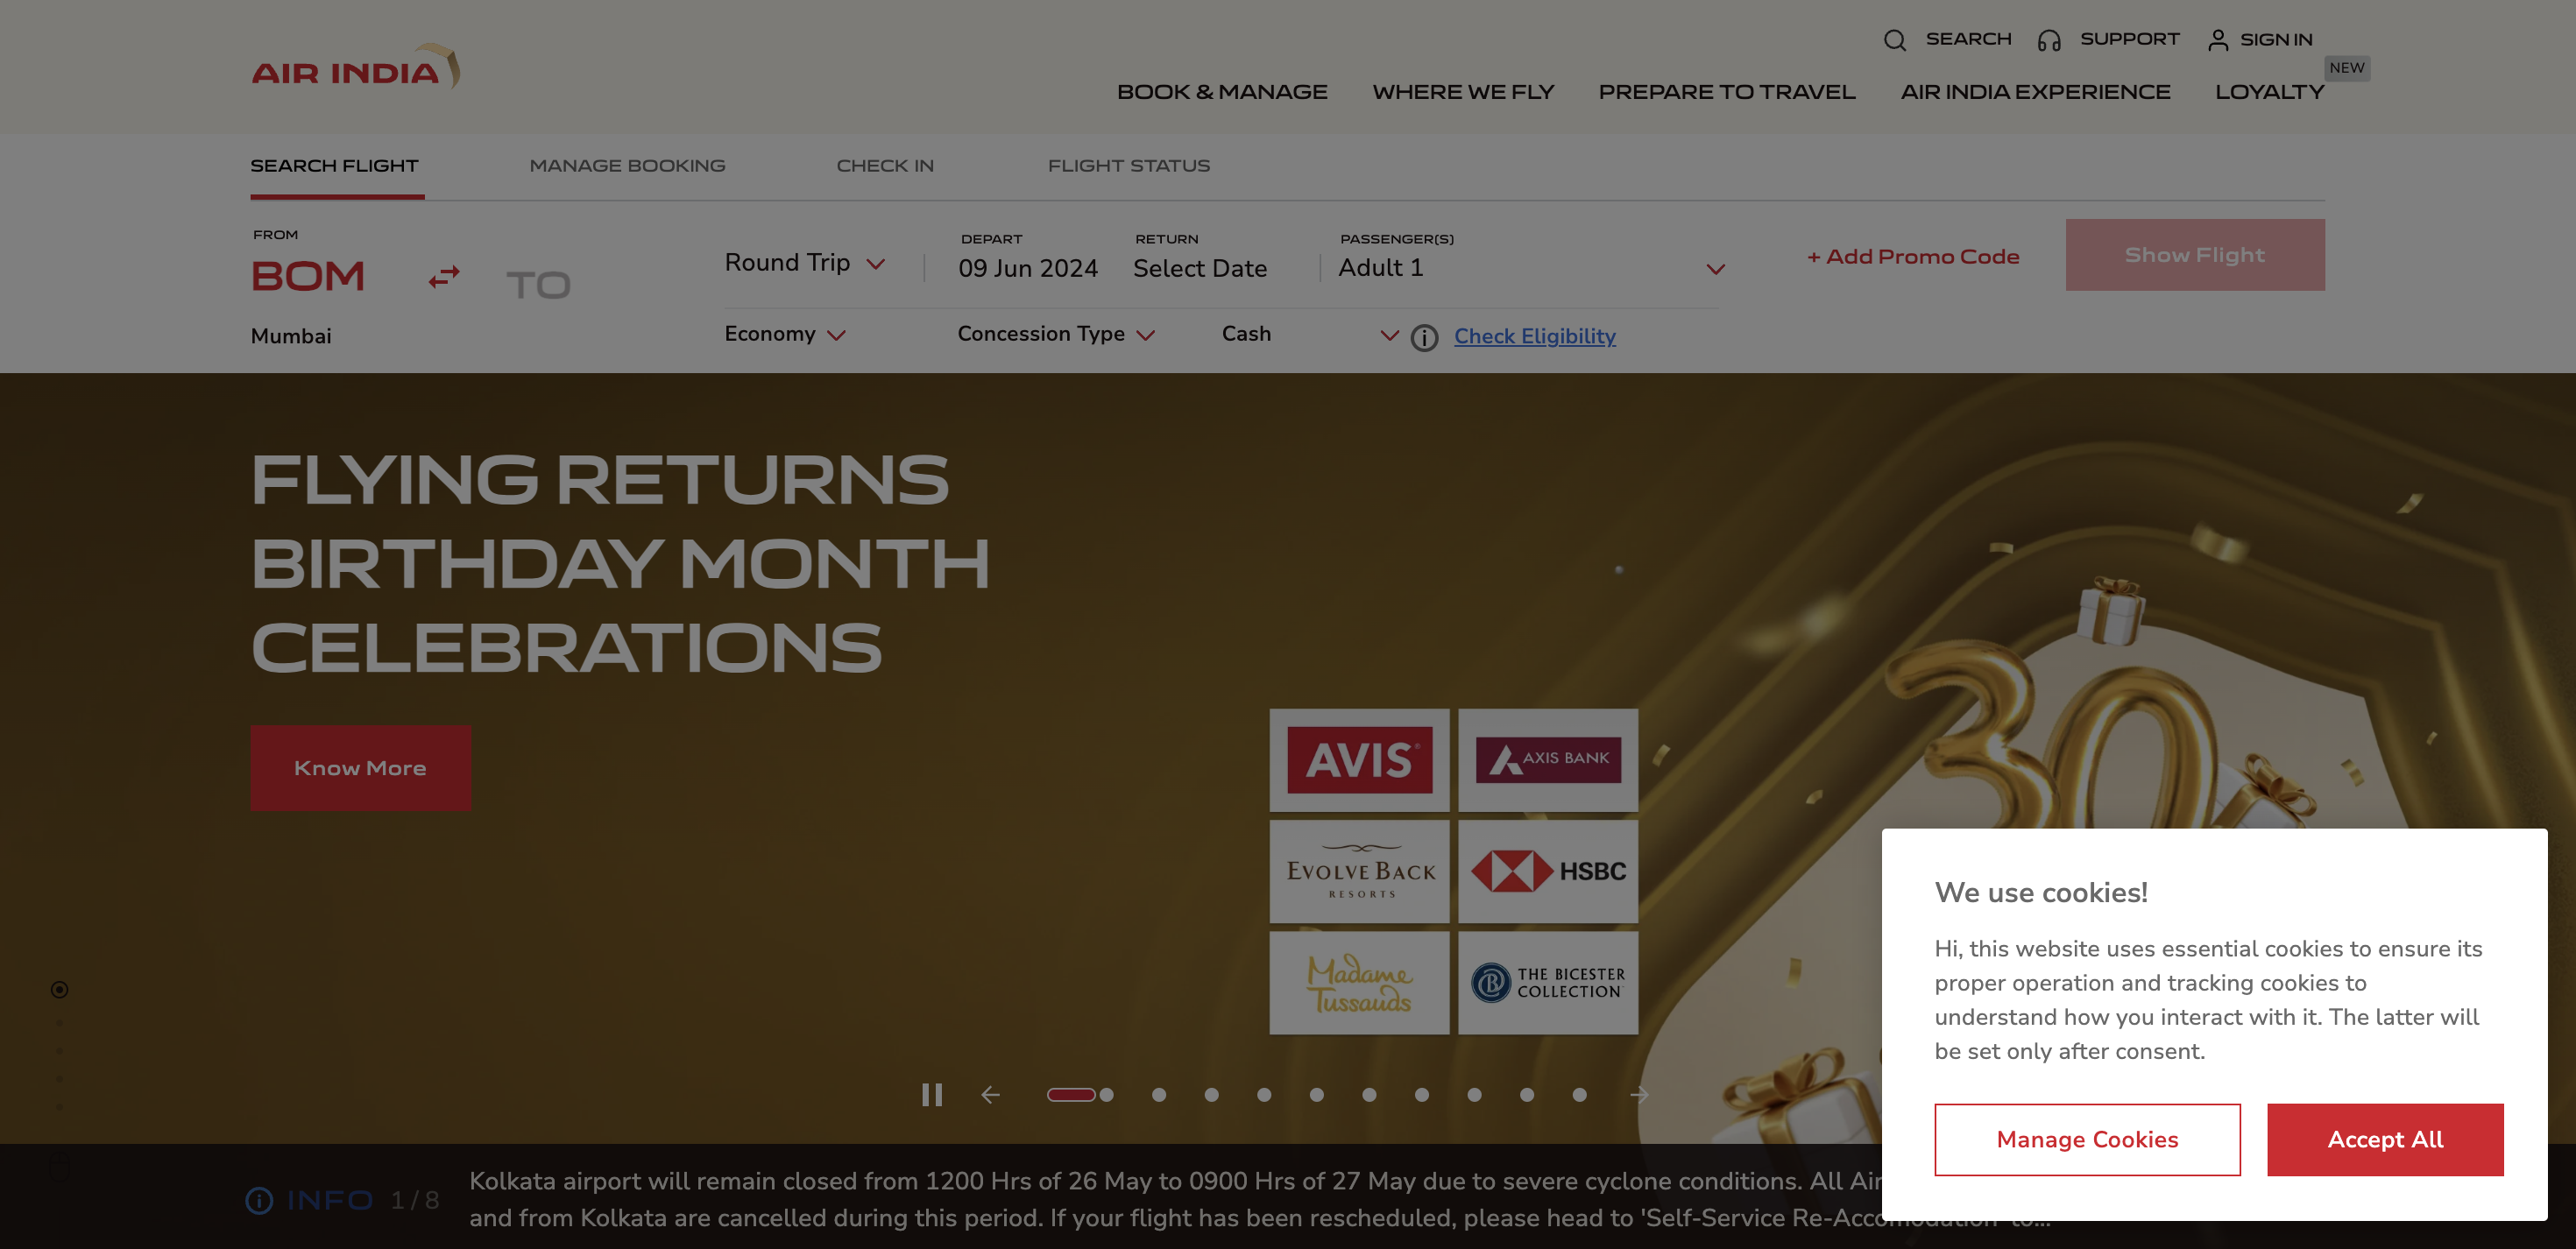 AIR INDIA
SEARCH
SUPPORT
SIGN IN
NEW
BOOK & MANAGE
WHERE WE FLY
PREPARE TO TRAVEL
AIR INDIA EXPERIENCE
LOYALTY
SEARCH FLIGHT
MANAGE BOOKING
CHECK IN
FLIGHT STATUS
FROM
BOM
TO
Mumbai
Round Trip
DEPART
09 Jun 2024
RETURN
Select Date
PASSENGER(S)
Adult 1
+ Add Promo Code
Show Flight
Economy
Concession Type
Cash
Check Eligibility
FLYING RETURNS
BIRTHDAY MONTH
CELEBRATIONS
Know More
AVIS
AXIS BANK
EVOLVE BACK
RESORTS
HSBC
Madame
Tussauds
THE BICESTER
COLLECTION
30
We use cookies!
Hi, this website uses essential cookies to ensure its
proper operation and tracking cookies to
understand how you interact with it. The latter will
be set only after consent.
Manage Cookies
Accept All
INFO 1 / 8
Kolkata airport will remain closed from 1200 Hrs of 26 May to 0900 Hrs of 27 May due to severe cyclone conditions. All Air
and from Kolkata are cancelled during this period. If your flight has been rescheduled, please head to 'Self-Service Re-Accomodation' to...